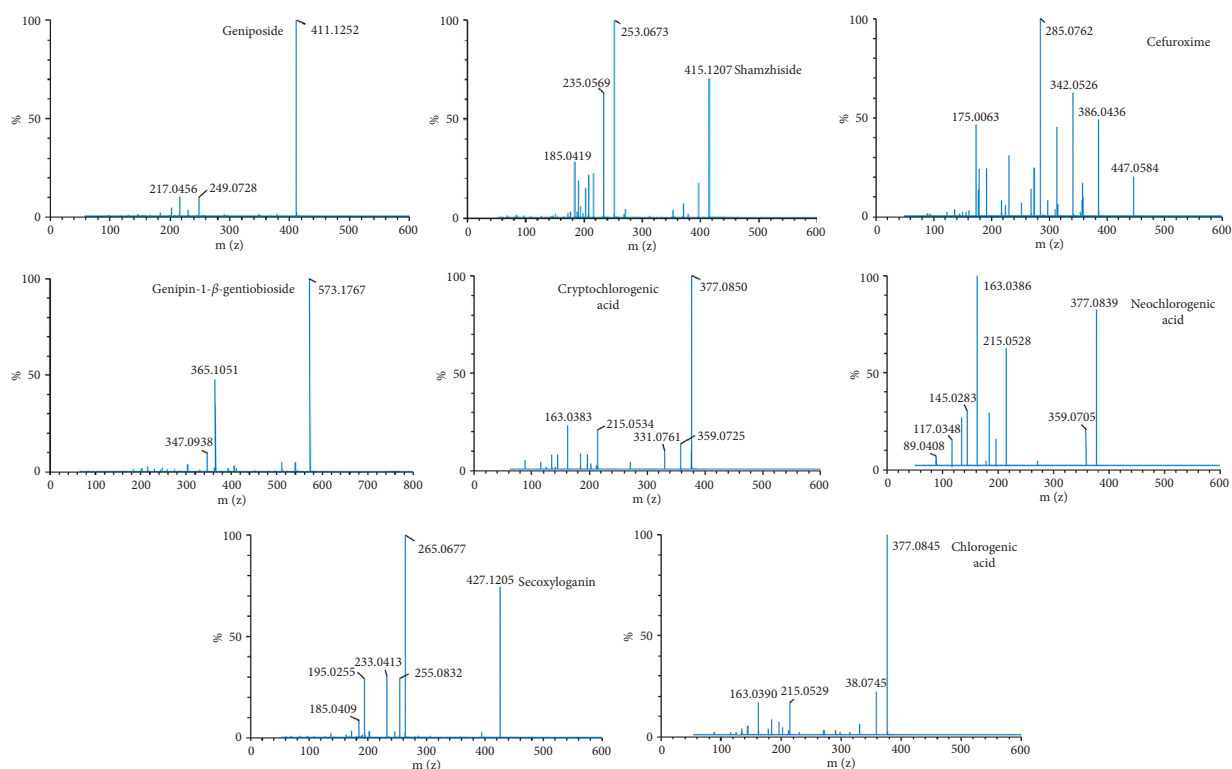 100
Geniposide
411.1252
50
%
217.0456
249.0728
0
0 100 200 300 400 500 600
m (z)
100
253.0673
415.1207 Shamzhiside
235.0569
50
%
185.0419
0
0 100 200 300 400 500 600
m (z)
100
285.0762
Cefuroxime
342.0526
386.0436
175.0063
50
%
447.0584
0
0 200 400 600
m (z)
100
Genipin-1-β-gentiobioside
573.1767
50
%
365.1051
347.0938
0
0 100 200 300 400 500 600 700 800
m (z)
100
Cryptochlorogenic
acid
377.0850
50
%
163.0383
215.0534
331.0761
359.0725
0
0 100 200 300 400 500 600
m (z)
100
163.0386
377.0839
Neochlorogenic
acid
215.0528
50
%
145.0283
117.0348
89.0408
359.0705
0
0 200 400 600
m (z)
100
265.0677
427.1205
Secoxyloganin
50
%
195.0255
233.0413
255.0832
185.0409
0
0 100 200 300 400 500 600
m (z)
100
377.0845
Chlorogenic
acid
50
%
163.0390
215.0529
38.0745
0
0 100 200 300 400 500 600
m (z)